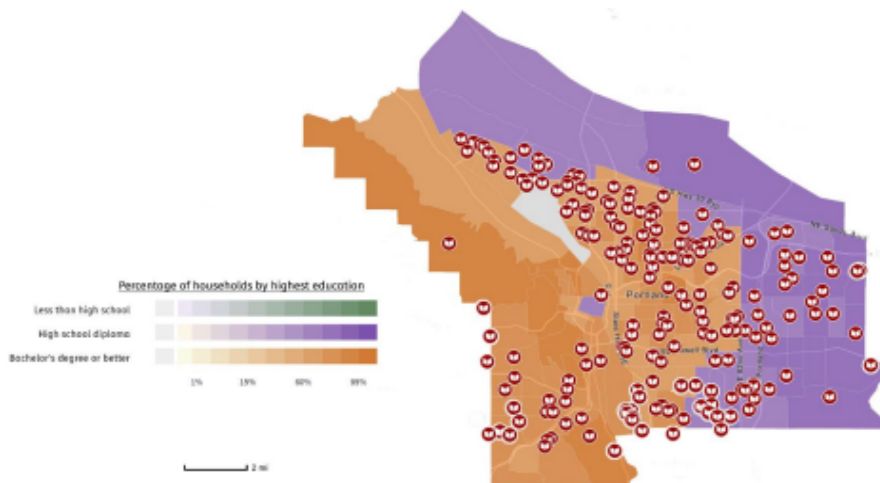 Percentage of households by highest education
Less than high school
High school diploma
Bachelor's degree or better
1%
15%
60%
99%
2 mi